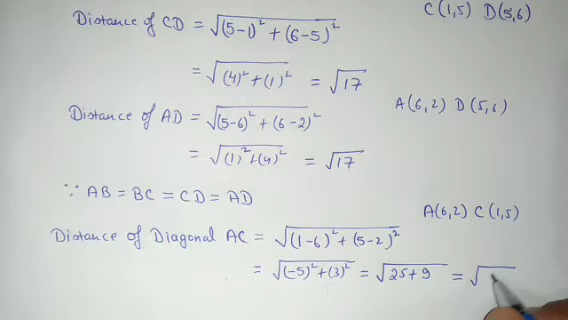 C(1,5) D(5,6)
Distance of CD = √(5-1)² + (6-5)²
= √(4)² + (1)² = √17
A(6,2) D(5,6)
Distance of AD = √(5-6)² + (6-2)²
= √(1)² + (4)² = √17
∵ AB = BC = CD = AD
A(6,2) C(1,5)
Distance of Diagonal AC = √(1-6)² + (5-2)²
= √(-5)² + (3)² = √25+9 = √